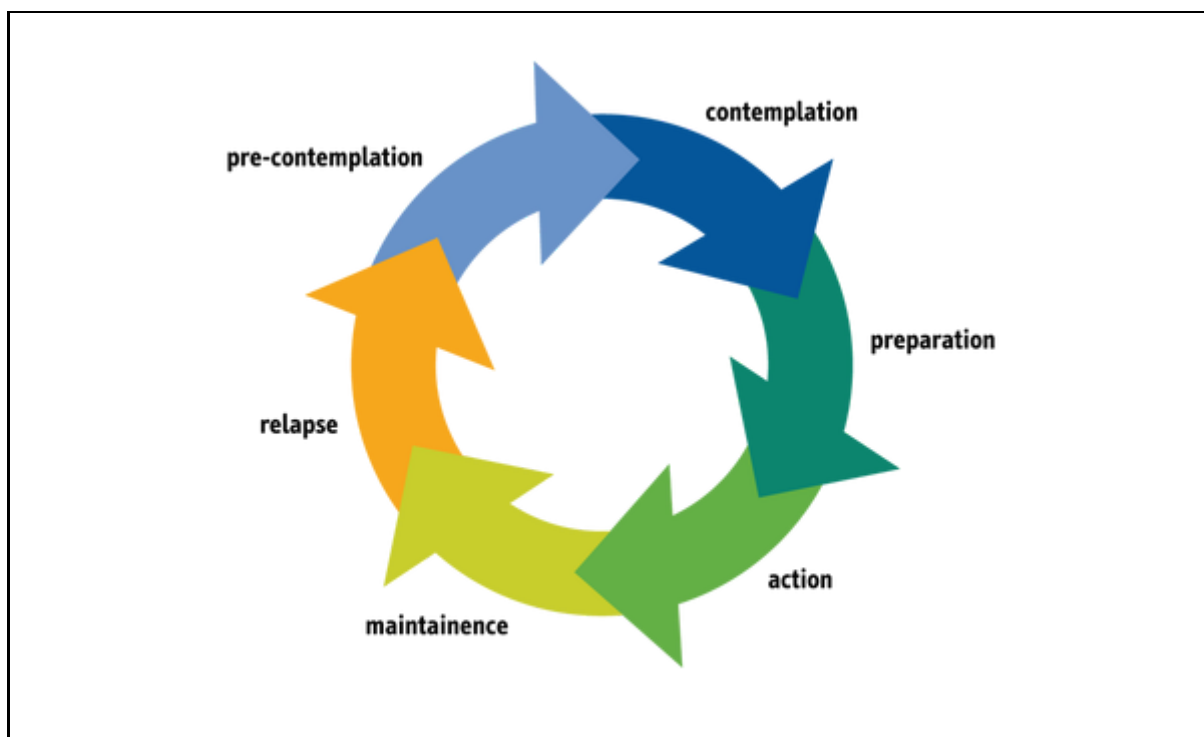 contemplation
pre-contemplation
preparation
relapse
action
maintainence